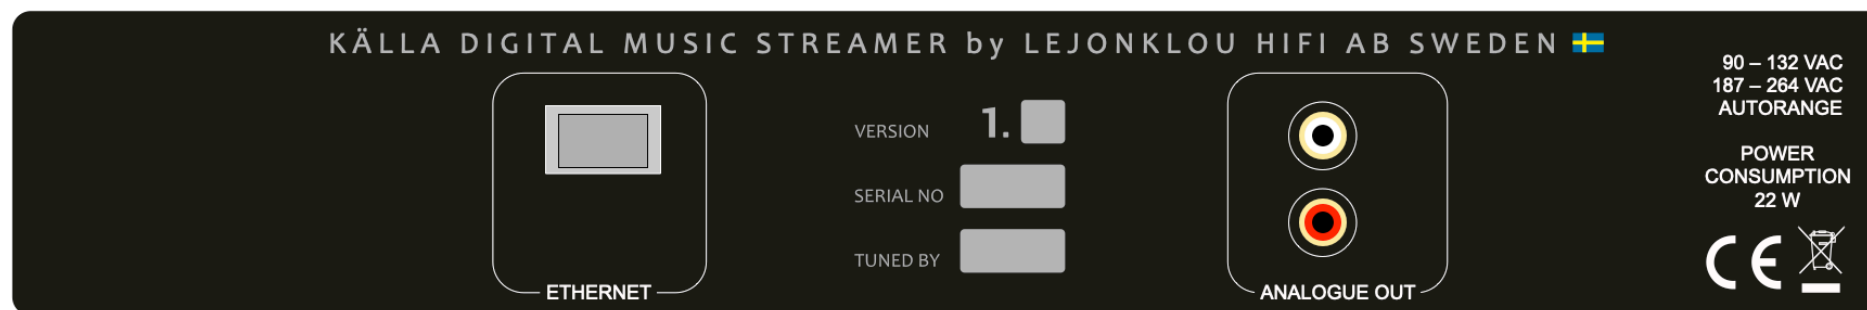 KÄLLA DIGITAL MUSIC STREAMER by LEJONKLOU HIFI AB SWEDEN
VERSION 1.
SERIAL NO
TUNED BY
ETHERNET
ANALOGUE OUT
90 – 132 VAC
187 – 264 VAC
AUTORANGE
POWER
CONSUMPTION
22 W
CE